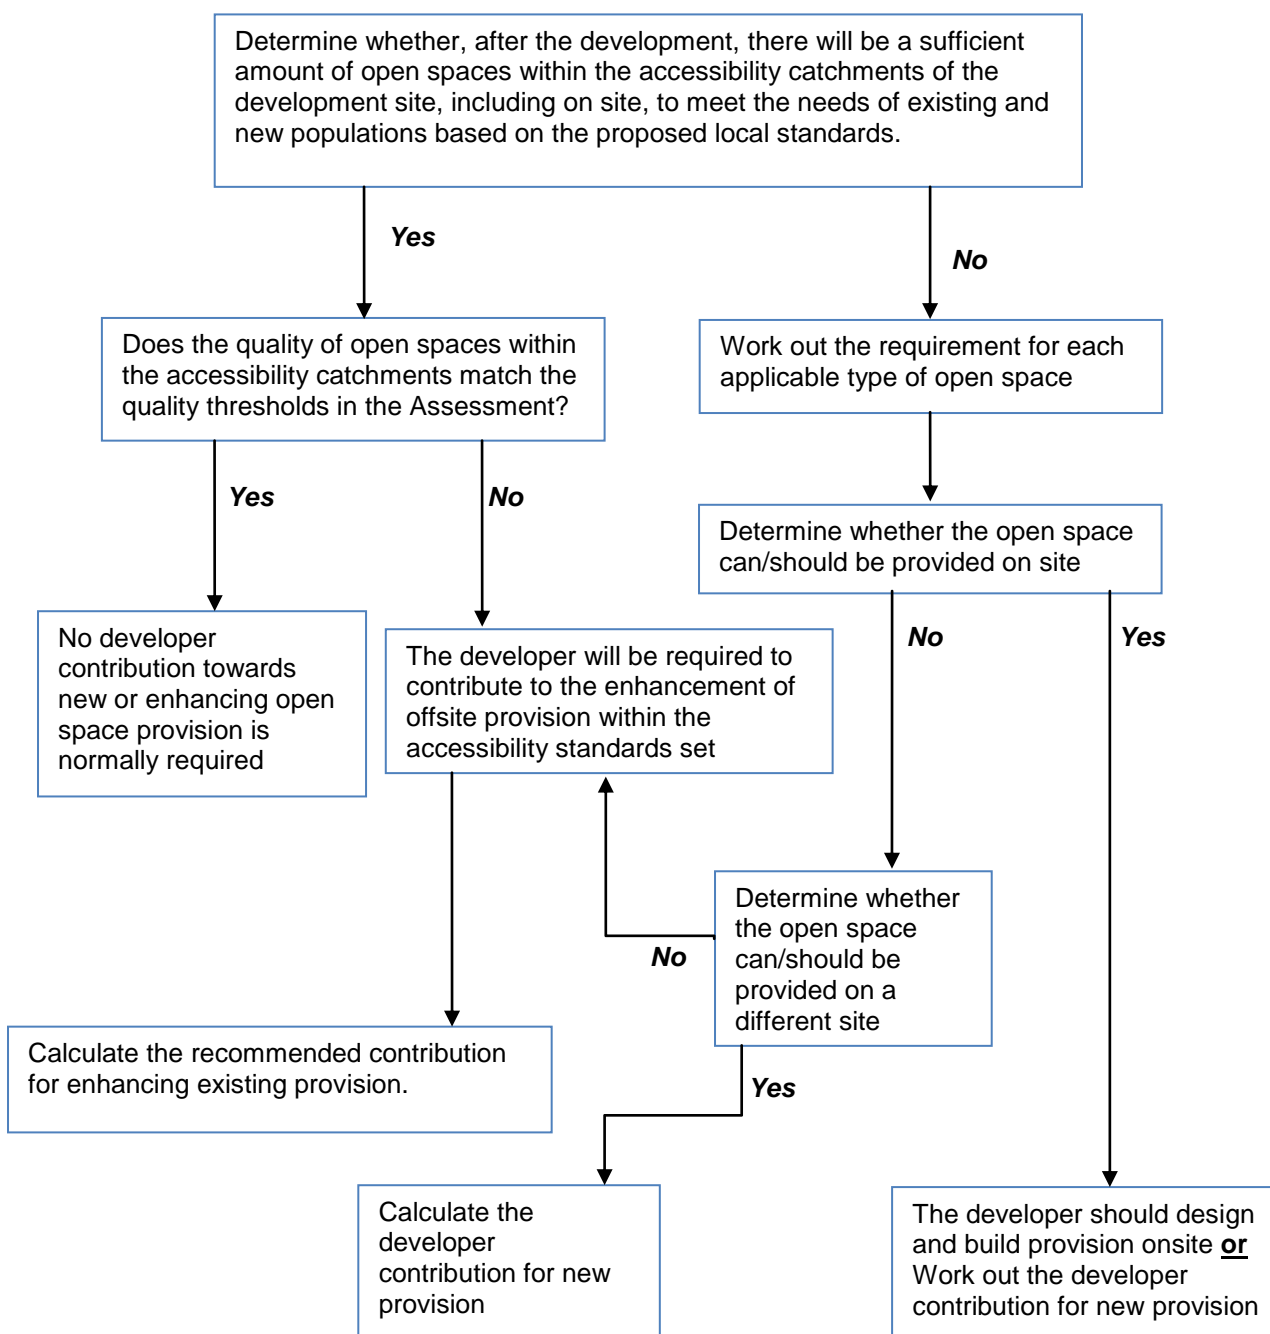 Determine whether, after the development, there will be a sufficient
amount of open spaces within the accessibility catchments of the
development site, including on site, to meet the needs of existing and
new populations based on the proposed local standards.
Yes
No
Does the quality of open spaces within
the accessibility catchments match the
quality thresholds in the Assessment?
Work out the requirement for each
applicable type of open space
Yes
No
Determine whether the open space
can/should be provided on site
No developer
contribution towards
new or enhancing open
space provision is
normally required
The developer will be required to
contribute to the enhancement of
offsite provision within the
accessibility standards set
No
Yes
Determine whether
the open space
can/should be
provided on a
different site
No
Calculate the recommended contribution
for enhancing existing provision.
Yes
Calculate the
developer
contribution for new
provision
The developer should design
and build provision onsite or
Work out the developer
contribution for new provision